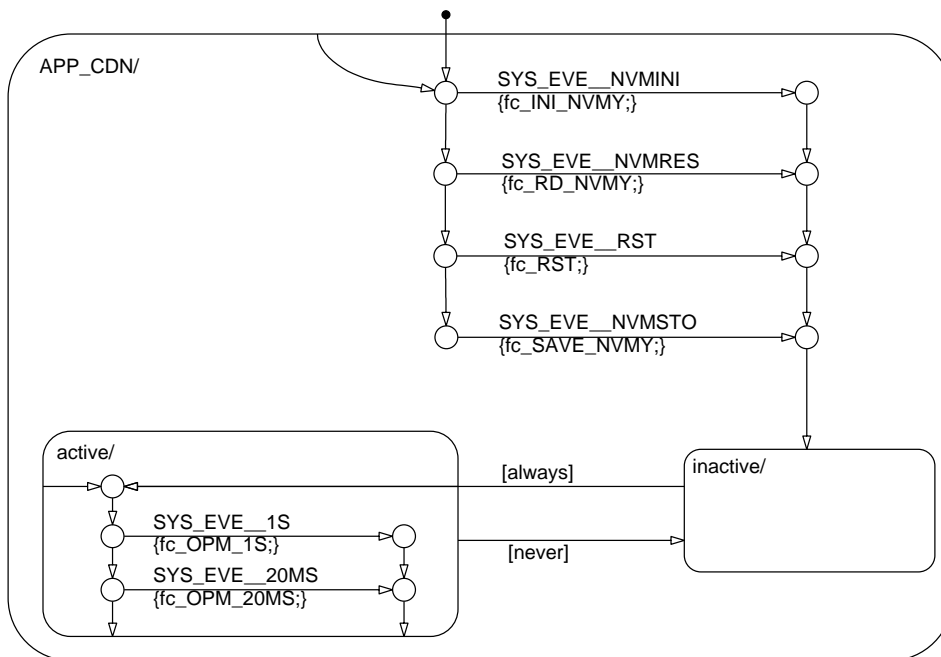 APP_CDN/
SYS_EVE__NVMINI
{fc_INI_NVMY;}
SYS_EVE__NVMRES
{fc_RD_NVMY;}
SYS_EVE__RST
{fc_RST;}
SYS_EVE__NVMSTO
{fc_SAVE_NVMY;}
active/
[always]
inactive/
SYS_EVE__1S
{fc_OPM_1S;}
[never]
SYS_EVE__20MS
{fc_OPM_20MS;}